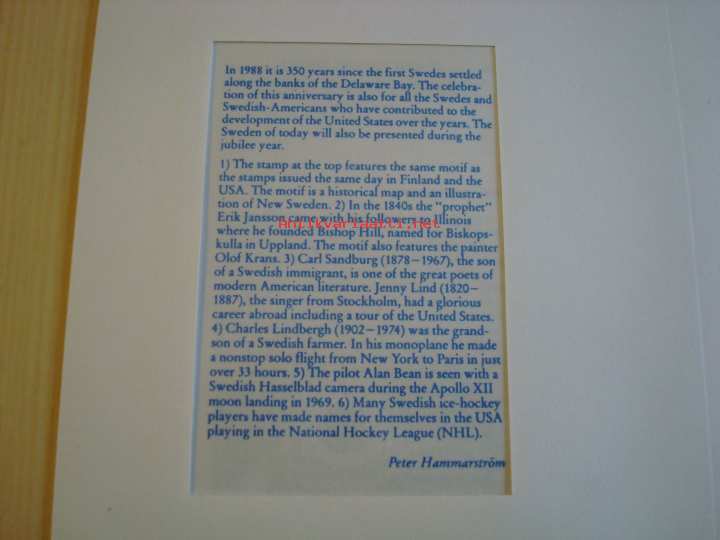 In 1988 it is 350 years since the first Swedes settled
along the banks of the Delaware Bay. The celebra-
tion of this anniversary is also for all the Swedes and
Swedish-Americans who have contributed to the
development of the United States over the years. The
Sweden of today will also be presented during the
jubilee year.
1) The stamp at the top features the same motif as
the stamps issued the same day in Finland and the
USA. The motif is a historical map and an illustra-
tion of New Sweden. 2) In the 1840s the "prophet"
Erik Jansson came with his followers to Illinois
Antikvariaatti.net
where he founded Bishop Hill, named for Biskops-
kulla in Uppland. The motif also features the painter
Olof Krans. 3) Carl Sandburg (1878–1967), the son
of a Swedish immigrant, is one of the great poets of
modern American literature. Jenny Lind (1820–
1887), the singer from Stockholm, had a glorious
career abroad including a tour of the United States.
4) Charles Lindbergh (1902–1974) was the grand-
son of a Swedish farmer. In his monoplane he made
a nonstop solo flight from New York to Paris in just
over 33 hours. 5) The pilot Alan Bean is seen with a
Swedish Hasselblad camera during the Apollo XII
moon landing in 1969. 6) Many Swedish ice-hockey
players have made names for themselves in the USA
playing in the National Hockey League (NHL).
Peter Hammarström